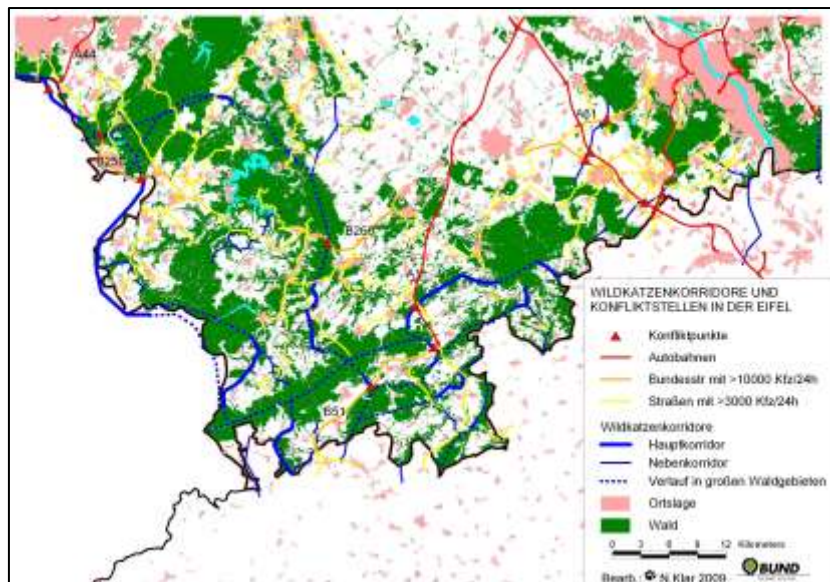 A44
B258
A61
B266
A1
B51
WILDKATZENKORRIDORE UND
KONFLIKTSTELLEN IN DER EIFEL
Konfliktpunkte
Autobahnen
Bundesstr mit >10000 Kfz/24h
Straßen mit >3000 Kfz/24h
Wildkatzenkorridore
Hauptkorridor
Nebenkorridor
Verlauf in großen Waldgebieten
Ortslage
Wald
0 3 6 9 12 Kilometers
Bearb.: N. Klar 2009
BUND